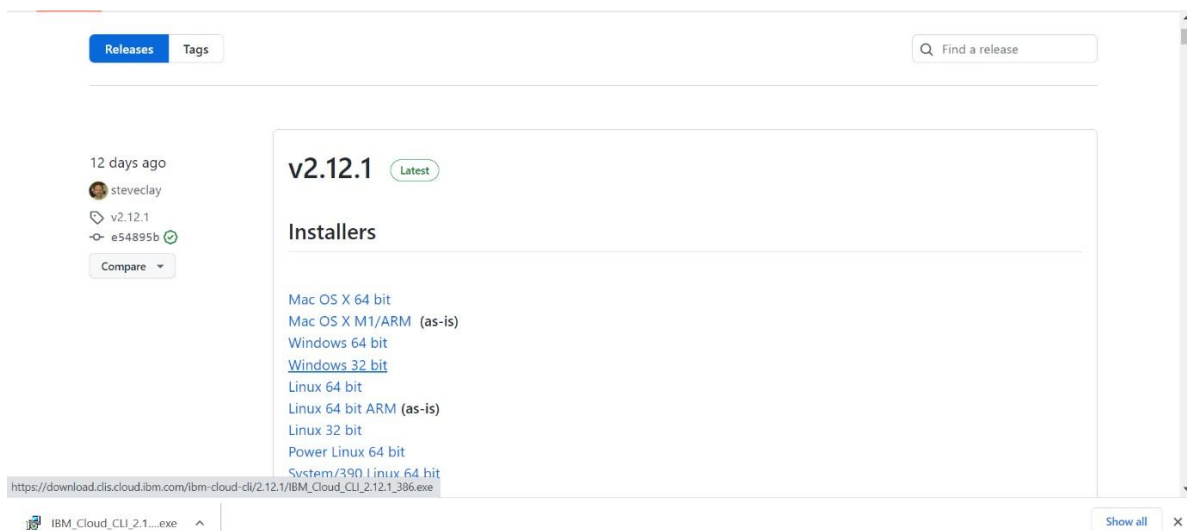 Releases Tags
Find a release
12 days ago
steveclay
v2.12.1
e54895b
Compare
v2.12.1 Latest
Installers
Mac OS X 64 bit
Mac OS X M1/ARM (as-is)
Windows 64 bit
Windows 32 bit
Linux 64 bit
Linux 64 bit ARM (as-is)
Linux 32 bit
Power Linux 64 bit
System/390 Linux 64 bit
https://download.clis.cloud.ibm.com/ibm-cloud-cli/2.12.1/IBM_Cloud_CLI_2.12.1_386.exe
IBM_Cloud_CLI_2.1....exe
Show all